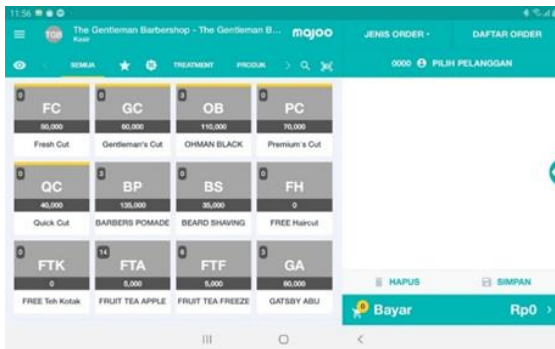 11:56
The Gentleman Barbershop - The Gentleman B...
TGB
Kasir
majoo
JENIS ORDER
DAFTAR ORDER
SEMUA
TREATMENT
PRODUK
0000
PILIH PELANGGAN
0
FC
50,000
Fresh Cut
0
GC
60,000
Gentleman's Cut
3
OB
110,000
OHMAN BLACK
0
PC
70,000
Premium's Cut
0
QC
40,000
Quick Cut
3
BP
135,000
BARBERS POMADE
0
BS
35,000
BEARD SHAVING
0
FH
0
FREE Haircut
0
FTK
0
FREE Teh Kotak
14
FTA
5,000
FRUIT TEA APPLE
6
FTF
5,000
FRUIT TEA FREEZE
3
GA
80,000
GATSBY ABU
HAPUS
SIMPAN
0
Bayar
Rp0